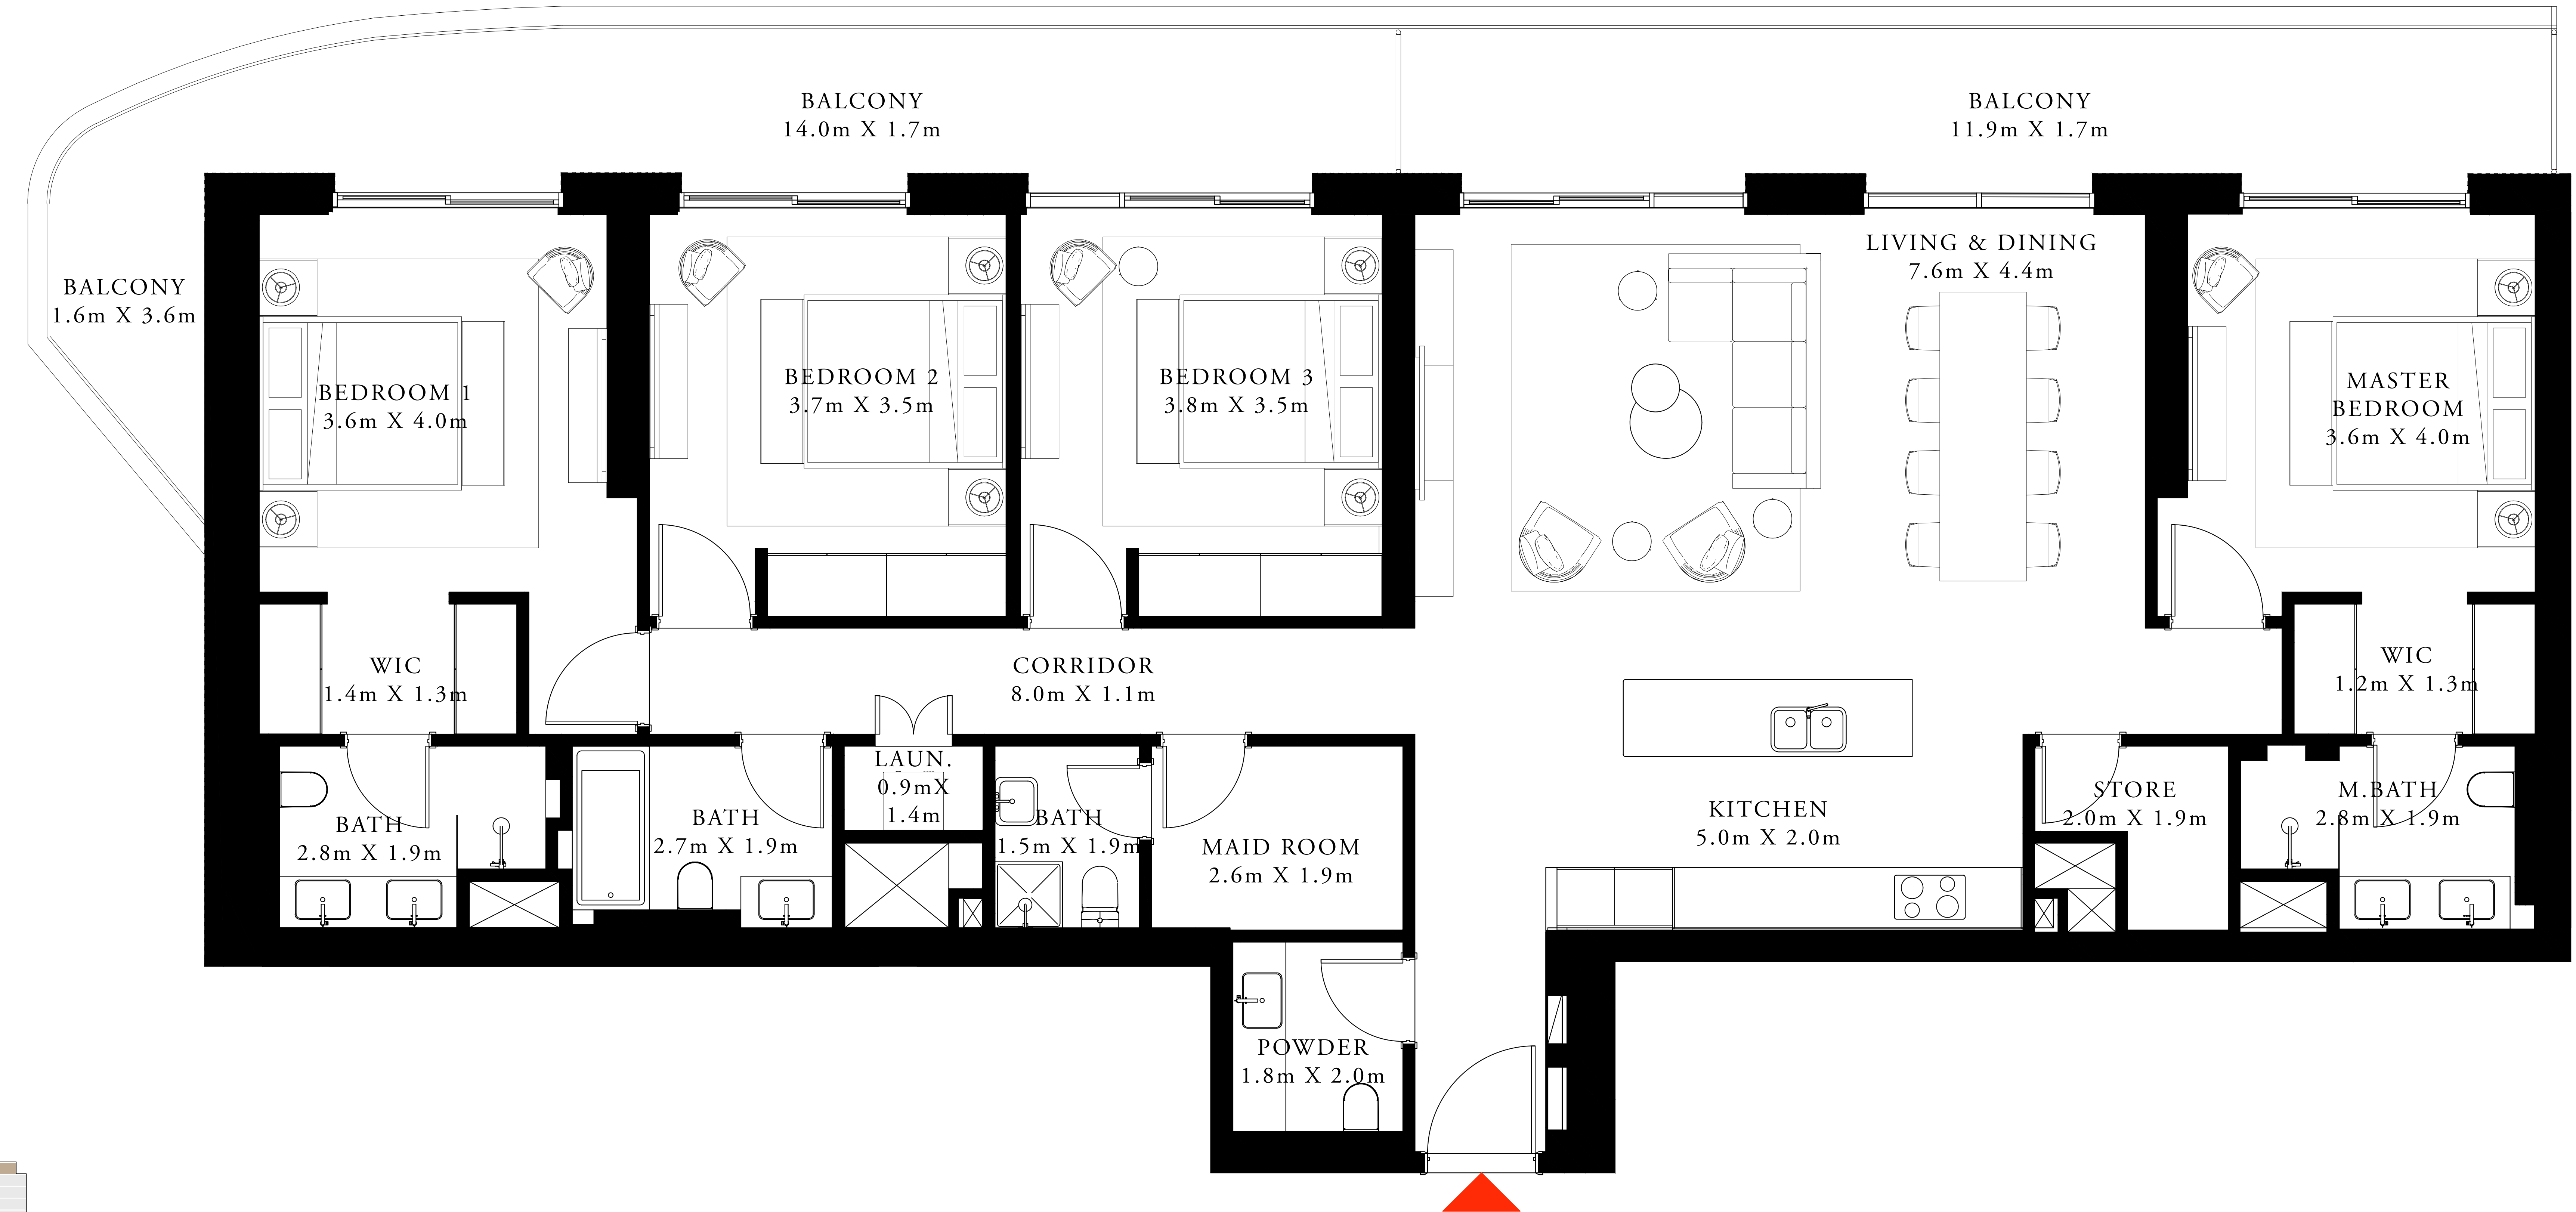 BALCONY
14.0m X 1.7m
BALCONY
11.9m X 1.7m
BALCONY
1.6m X 3.6m
LIVING & DINING
7.6m X 4.4m
BEDROOM 1
3.6m X 4.0m
BEDROOM 2
3.7m X 3.5m
BEDROOM 3
3.8m X 3.5m
MASTER
BEDROOM
3.6m X 4.0m
WIC
1.4m X 1.3m
CORRIDOR
8.0m X 1.1m
WIC
1.2m X 1.3m
BATH
2.8m X 1.9m
BATH
2.7m X 1.9m
LAUN.
0.9mX
1.4m
BATH
1.5m X 1.9m
MAID ROOM
2.6m X 1.9m
KITCHEN
5.0m X 2.0m
STORE
2.0m X 1.9m
M.BATH
2.8m X 1.9m
POWDER
1.8m X 2.0m